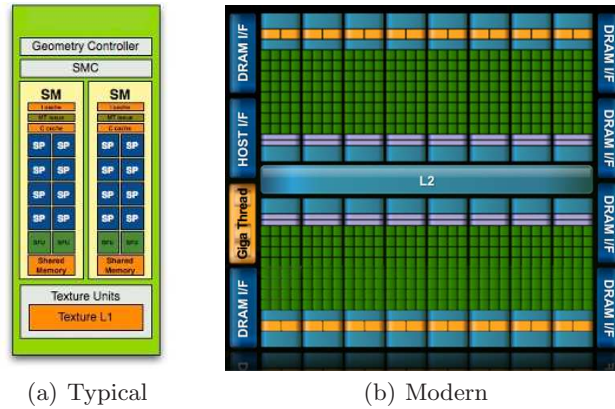 Geometry Controller
SMC
SM
I cache
MT issue
C cache
SP SP
SP SP
SP SP
SP SP
SFU SFU
Shared
Memory
SM
I cache
MT issue
C cache
SP SP
SP SP
SP SP
SP SP
SFU SFU
Shared
Memory
Texture Units
Texture L1
(a) Typical
DRAM I/F
HOST I/F
Giga Thread
DRAM I/F
L2
DRAM I/F
DRAM I/F
DRAM I/F
DRAM I/F
(b) Modern